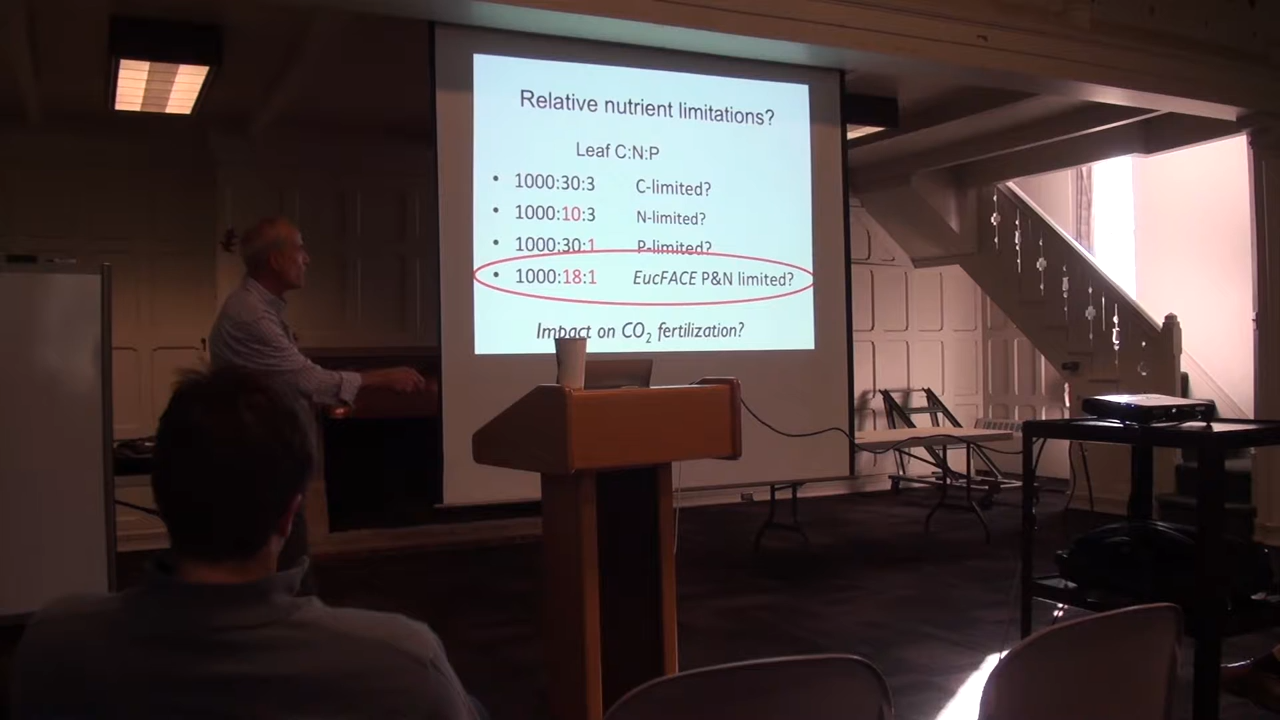 Relative nutrient limitations?
Leaf C:N:P
• 1000:30:3 C-limited?
• 1000:10:3 N-limited?
• 1000:30:1 P-limited?
• 1000:18:1 EucFACE P&N limited?
Impact on CO₂ fertilization?